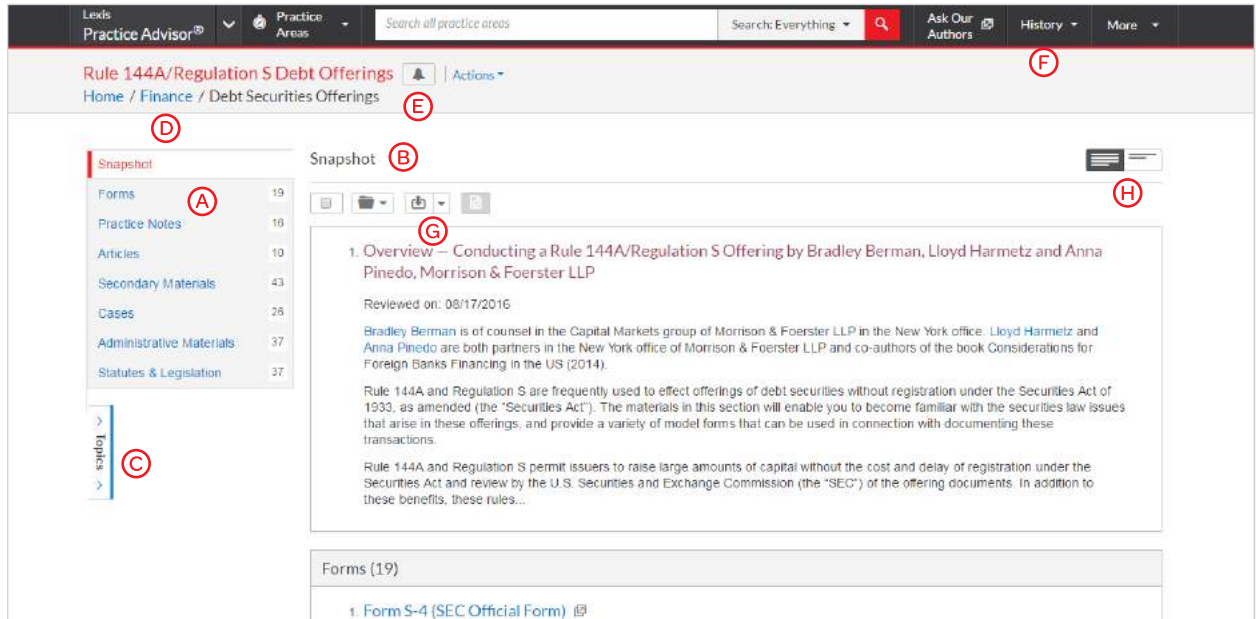 Lexis
Practice Advisor®
Practice
Areas
Search all practice areas
Search: Everything
Ask Our
Authors
History
More
F
Rule 144A/Regulation S Debt Offerings
Actions
Home / Finance / Debt Securities Offerings
E
D
Snapshot
Forms 19
A
Practice Notes 16
Articles 10
Secondary Materials 43
Cases 26
Administrative Materials 37
Statutes & Legislation 37
Topics
C
Snapshot
B
H
G
1. Overview — Conducting a Rule 144A/Regulation S Offering by Bradley Berman, Lloyd Harmetz and Anna
Pinedo, Morrison & Foerster LLP
Reviewed on: 08/17/2016
Bradley Berman is of counsel in the Capital Markets group of Morrison & Foerster LLP in the New York office. Lloyd Harmetz and
Anna Pinedo are both partners in the New York office of Morrison & Foerster LLP and co-authors of the book Considerations for
Foreign Banks Financing in the US (2014).
Rule 144A and Regulation S are frequently used to effect offerings of debt securities without registration under the Securities Act of
1933, as amended (the "Securities Act"). The materials in this section will enable you to become familiar with the securities law issues
that arise in these offerings, and provide a variety of model forms that can be used in connection with documenting these
transactions.
Rule 144A and Regulation S permit issuers to raise large amounts of capital without the cost and delay of registration under the
Securities Act and review by the U.S. Securities and Exchange Commission (the "SEC") of the offering documents. In addition to
these benefits, these rules...
Forms (19)
1. Form S-4 (SEC Official Form)